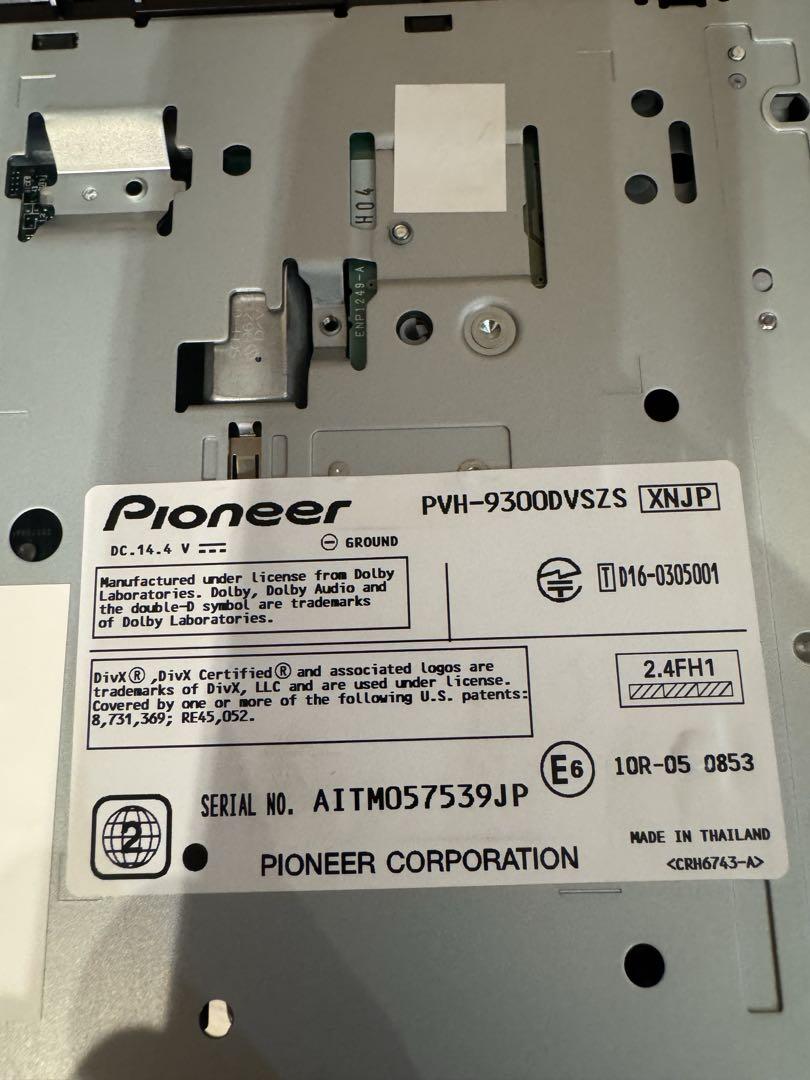 H04
ENP1249-A
Pioneer
PVH-9300DVSZS XNJP
DC.14.4 V
GROUND
Manufactured under license from Dolby
Laboratories. Dolby, Dolby Audio and
the double-D symbol are trademarks
of Dolby Laboratories.
T D16-0305001
DivX® ,DivX Certified® and associated logos are
trademarks of DivX, LLC and are used under license.
Covered by one or more of the following U.S. patents:
8,731,369; RE45,052.
2.4FH1
E6 10R-05 0853
SERIAL NO. AITM057539JP
2
MADE IN THAILAND
PIONEER CORPORATION
<CRH6743-A>